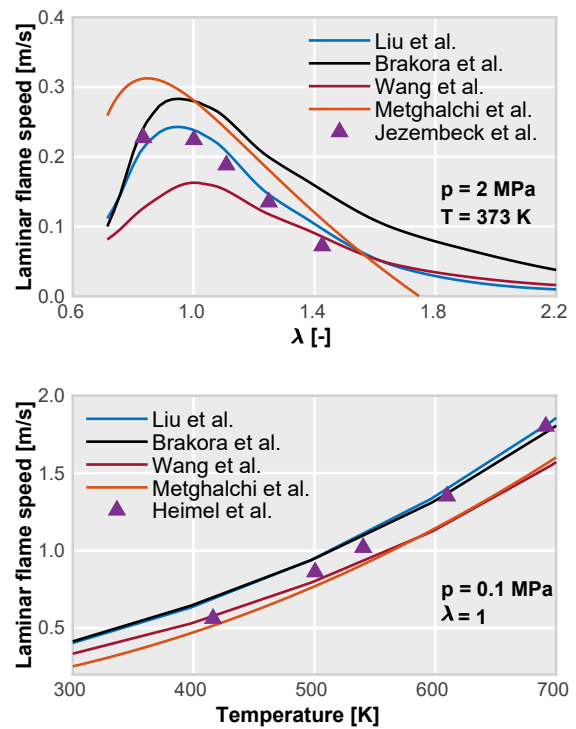 Laminar flame speed [m/s]
0.4
0.3
0.2
0.1
0.0
Liu et al.
Brakora et al.
Wang et al.
Metghalchi et al.
Jezembeck et al.
p = 2 MPa
T = 373 K
0.6
1.0
1.4
1.8
2.2
λ [-]
Laminar flame speed [m/s]
2.0
1.5
1.0
0.5
Liu et al.
Brakora et al.
Wang et al.
Metghalchi et al.
Heimel et al.
p = 0.1 MPa
λ = 1
300
400
500
600
700
Temperature [K]